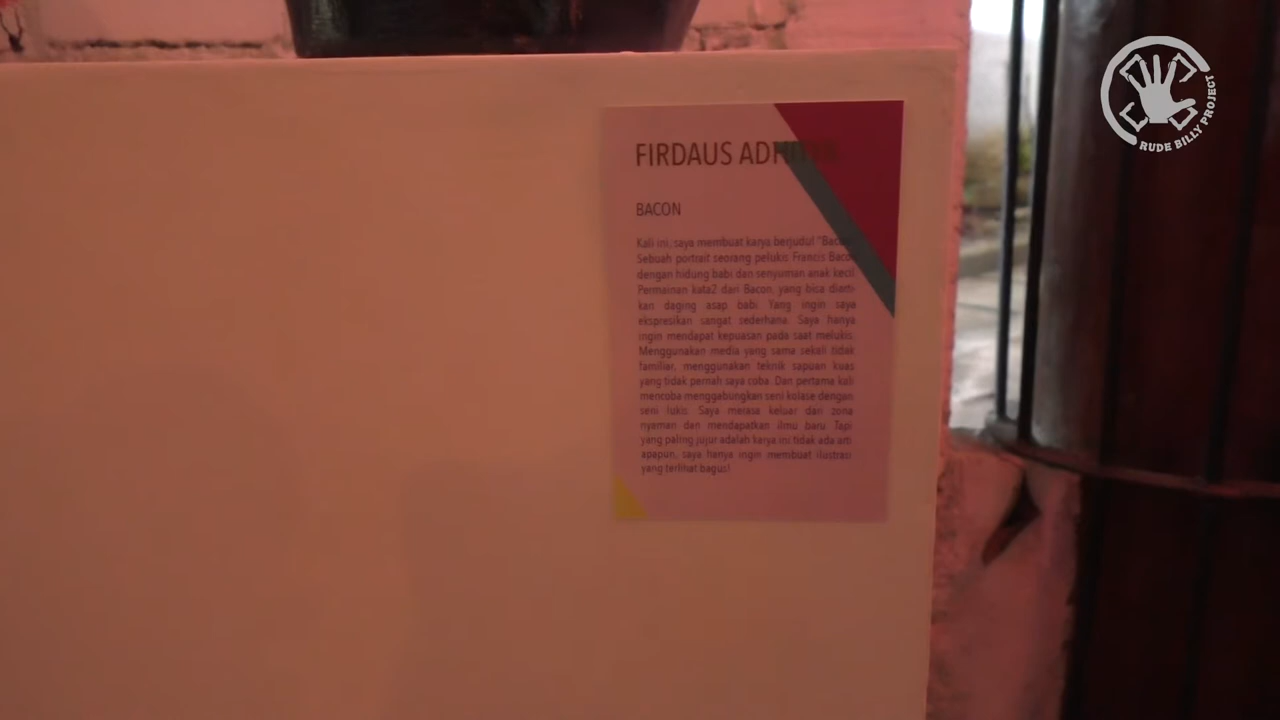 FIRDAUS ADHITYA
BACON
Kali ini, saya membuat karya berjudul "Bacon"
Sebuah portrait seorang pelukis Francis Bacon
dengan hidung babi dan senyuman anak kecil
Permainan kata2 dari Bacon, yang bisa diarti-
kan daging asap babi. Yang ingin saya
ekspresikan sangat sederhana. Saya hanya
ingin mendapat kepuasan pada saat melukis.
Menggunakan media yang sama sekali tidak
familiar, menggunakan teknik sapuan kuas
yang tidak pernah saya coba. Dan pertama kali
mencoba menggabungkan seni kolase dengan
seni lukis. Saya merasa keluar dari zona
nyaman dan mendapatkan ilmu baru. Tapi
yang paling jujur adalah karya ini tidak ada arti
apapun, saya hanya ingin membuat ilustrasi
yang terlihat bagus!
RUDE BILLY PROJECT